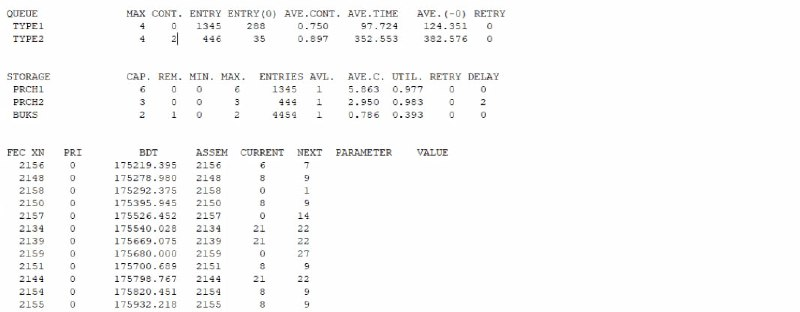 QUEUE MAX CONT. ENTRY ENTRY(0) AVE.CONT. AVE.TIME AVE.(-0) RETRY
TYPE1 4 0 1345 288 0.750 97.724 124.351 0
TYPE2 4 2 446 35 0.897 352.553 382.576 0
STORAGE CAP. REM. MIN. MAX. ENTRIES AVL. AVE.C. UTIL. RETRY DELAY
PRCH1 6 0 0 6 1345 1 5.863 0.977 0 0
PRCH2 3 0 0 3 444 1 2.950 0.983 0 2
BUKS 2 1 0 2 4454 1 0.786 0.393 0 0
FEC XN PRI BDT ASSEM CURRENT NEXT PARAMETER VALUE
2156 0 175219.395 2156 6 7
2148 0 175278.980 2148 8 9
2158 0 175292.375 2158 0 1
2150 0 175395.945 2150 8 9
2157 0 175526.452 2157 0 14
2134 0 175540.028 2134 21 22
2139 0 175669.075 2139 21 22
2159 0 175680.000 2159 0 27
2151 0 175700.689 2151 8 9
2144 0 175798.767 2144 21 22
2154 0 175820.451 2154 8 9
2155 0 175932.218 2155 8 9